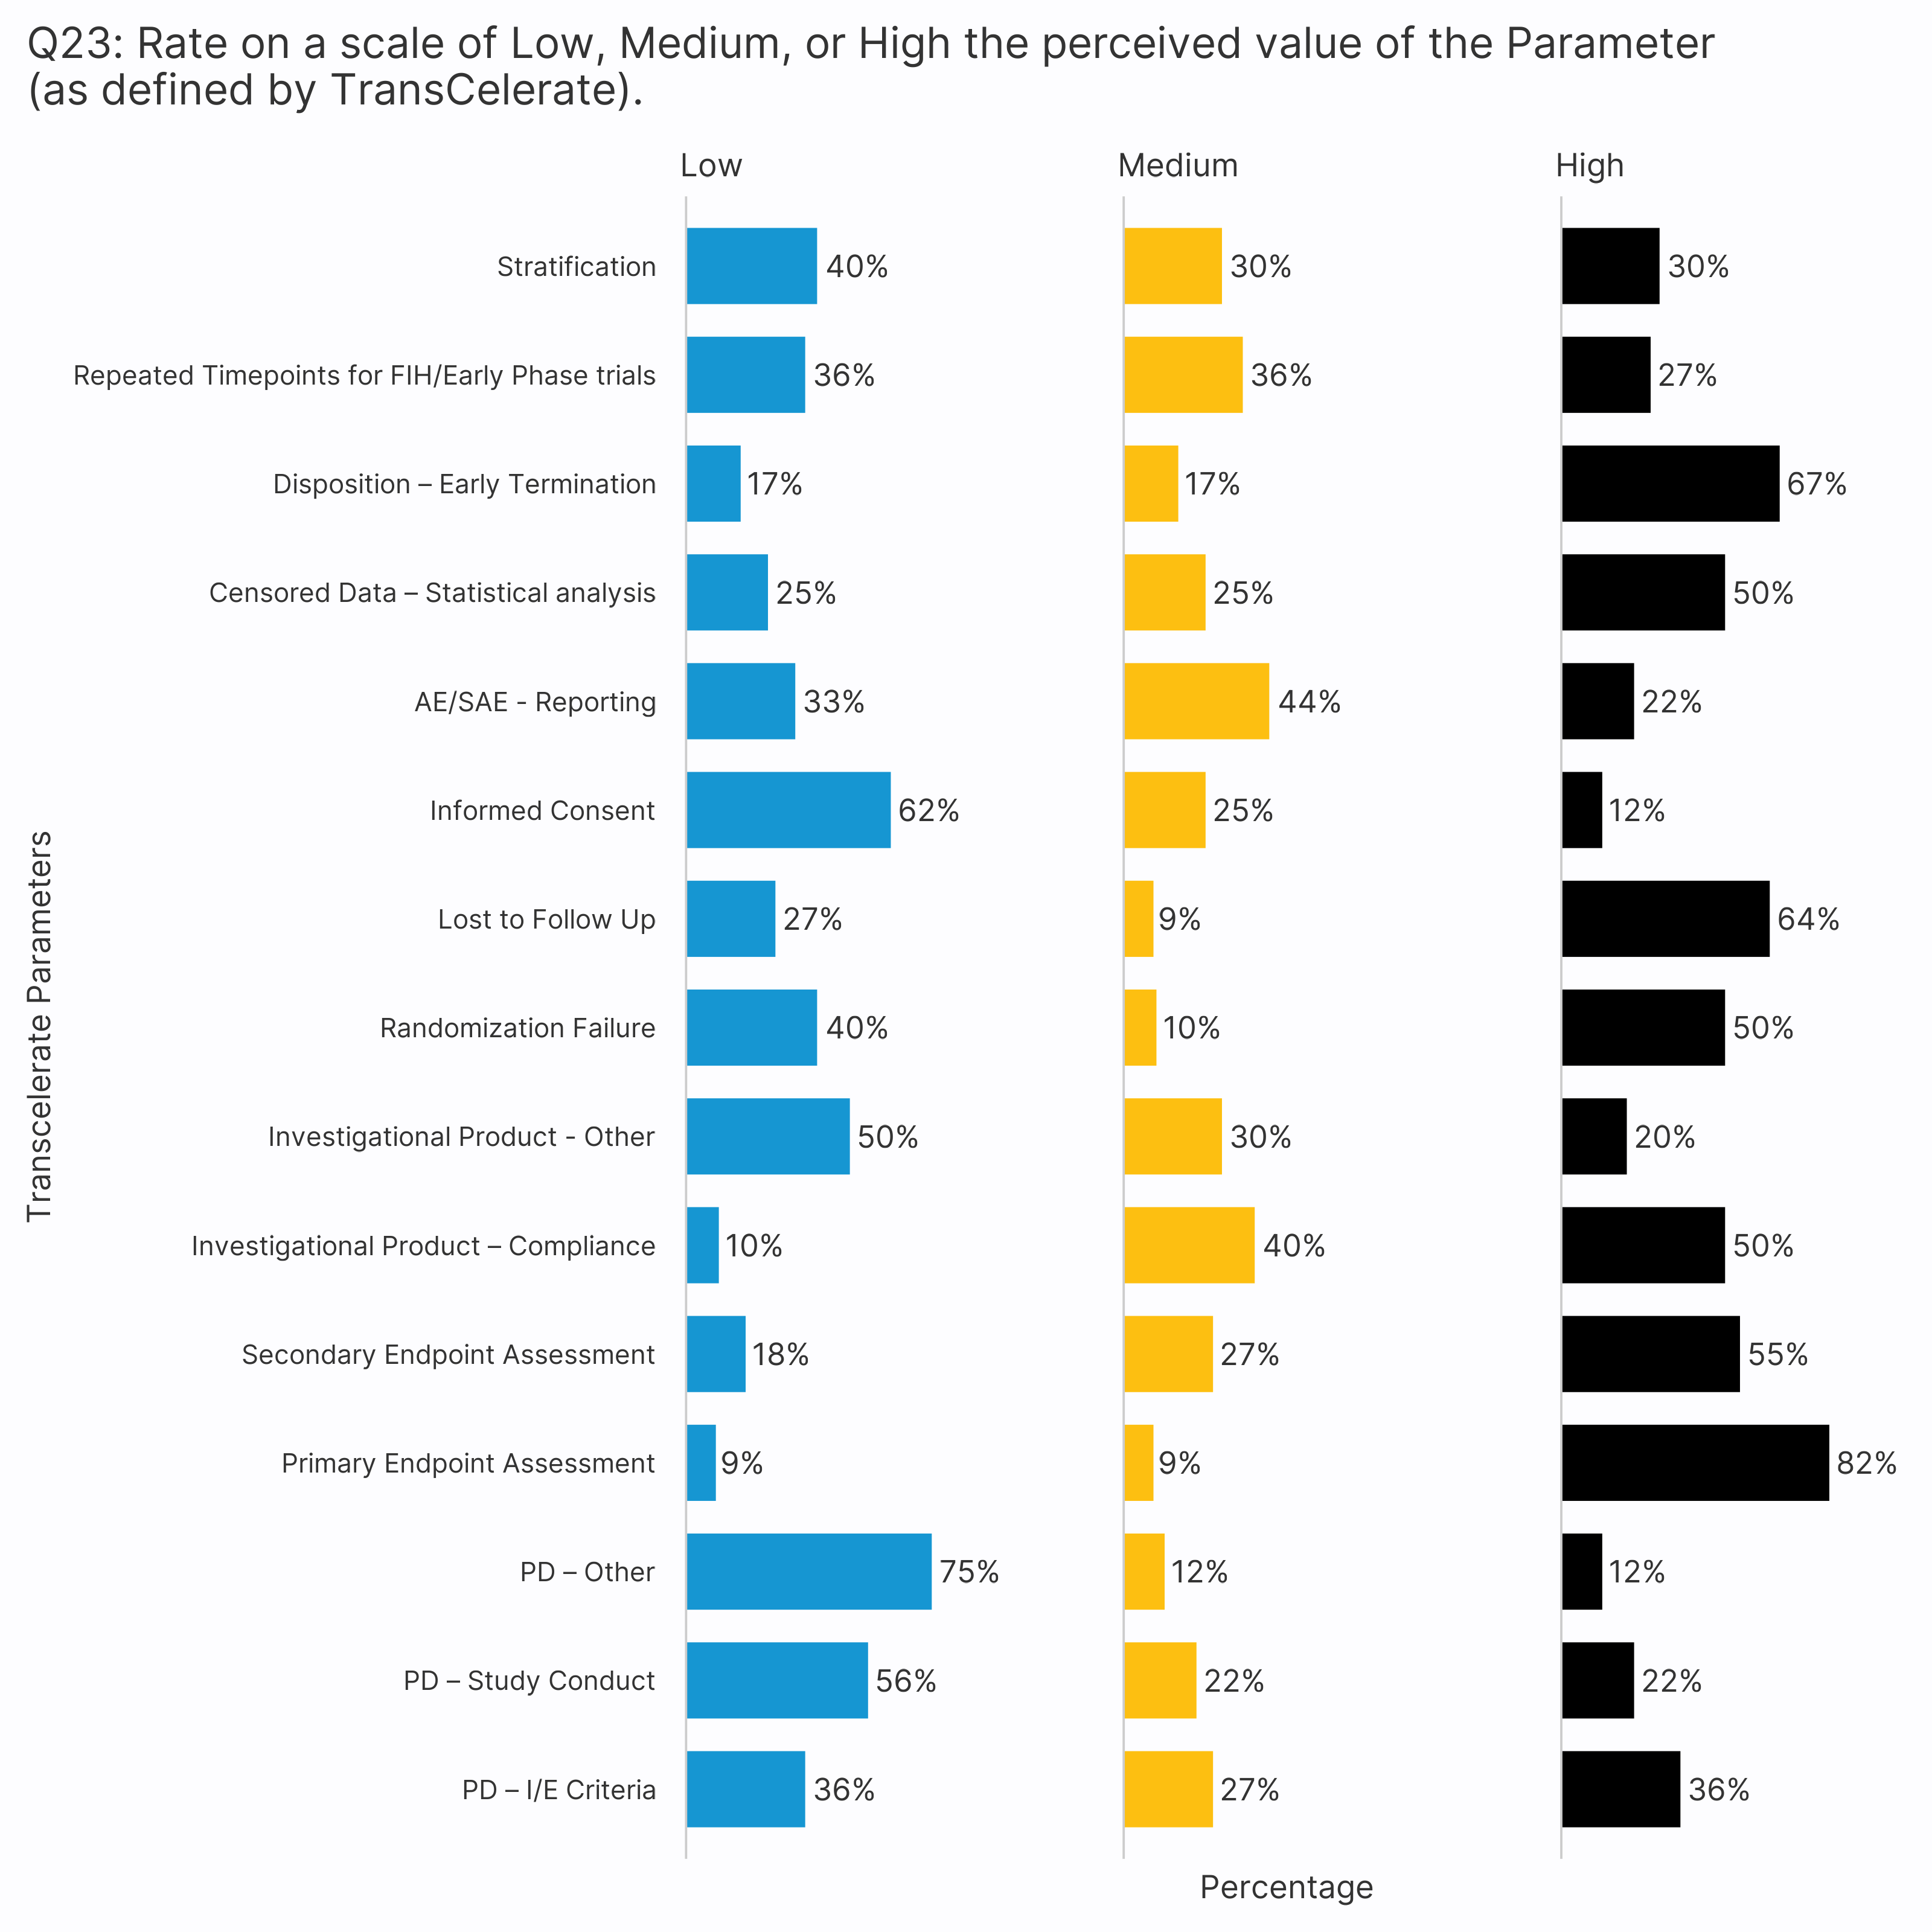 Q23: Rate on a scale of Low, Medium, or High the perceived value of the Parameter
(as defined by TransCelerate).
Low Medium High
Stratification 40% 30% 30%
Repeated Timepoints for FIH/Early Phase trials 36% 36% 27%
Disposition – Early Termination 17% 17% 67%
Censored Data – Statistical analysis 25% 25% 50%
AE/SAE - Reporting 33% 44% 22%
Informed Consent 62% 25% 12%
Lost to Follow Up 27% 9% 64%
Randomization Failure 40% 10% 50%
Investigational Product - Other 50% 30% 20%
Investigational Product – Compliance 10% 40% 50%
Secondary Endpoint Assessment 18% 27% 55%
Primary Endpoint Assessment 9% 9% 82%
PD – Other 75% 12% 12%
PD – Study Conduct 56% 22% 22%
PD – I/E Criteria 36% 27% 36%
Transcelerate Parameters
Percentage